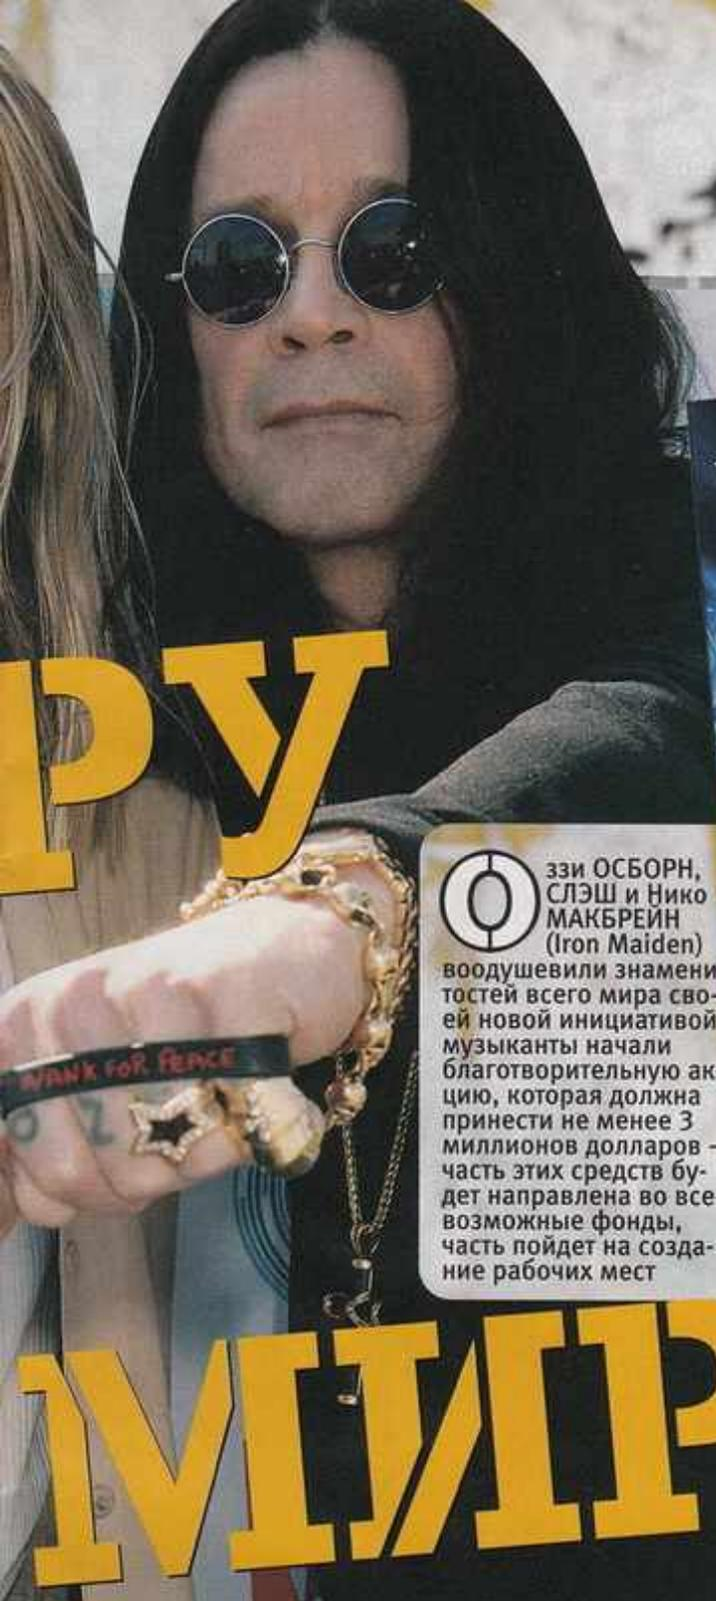 РУ
WANK FOR PEACE
Оззи ОСБОРН,
СЛЭШ и Нико
МАКБРЕЙН
(Iron Maiden)
воодушевили знамени
тостей всего мира сво-
ей новой инициативой
музыканты начали
благотворительную ак
цию, которая должна
принести не менее 3
миллионов долларов -
часть этих средств бу-
дет направлена во все
возможные фонды,
часть пойдет на созда-
ние рабочих мест
МИР